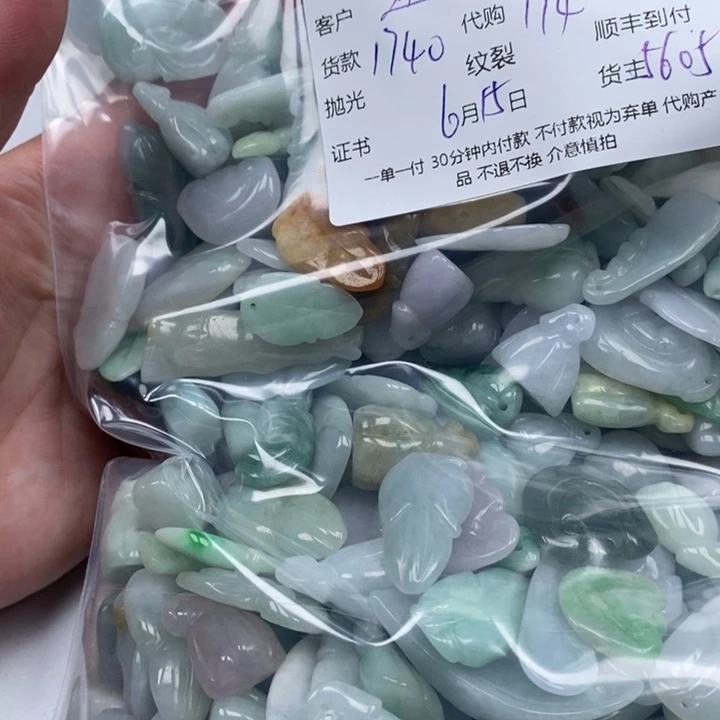 客户 代购 174 顺丰到付
货款 1740 纹裂 货主 5605
抛光 6月15日
证书
一单一付 30分钟内付款 不付款视为弃单 代购产
品 不退不换 介意慎拍